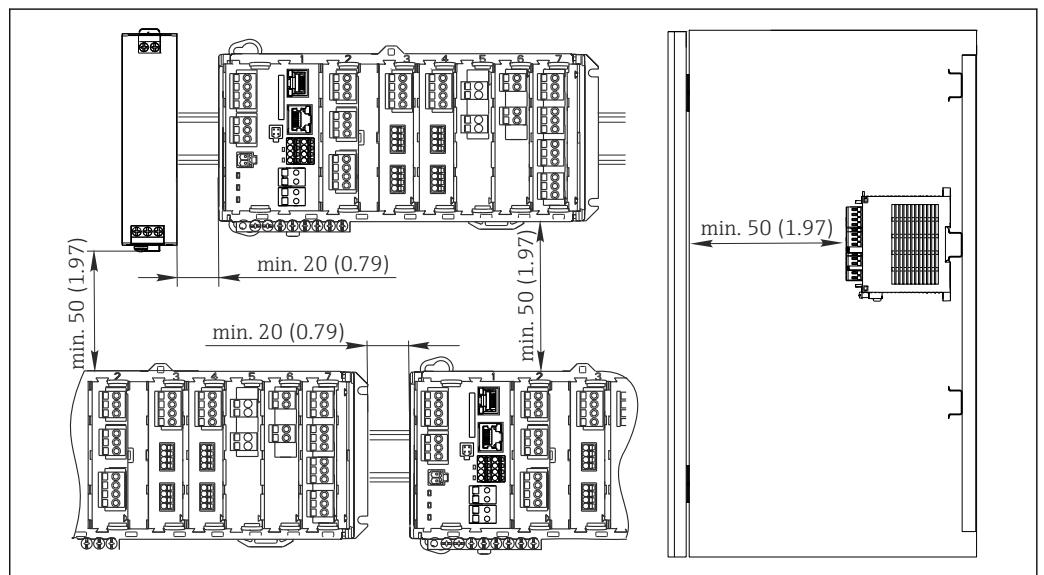 1 2 3 4 5 6 7
min. 50 (1.97)
min. 20 (0.79)
min. 50 (1.97)
min. 50 (1.97)
min. 20 (0.79)
2 3 4 5 6 7
1 2 3